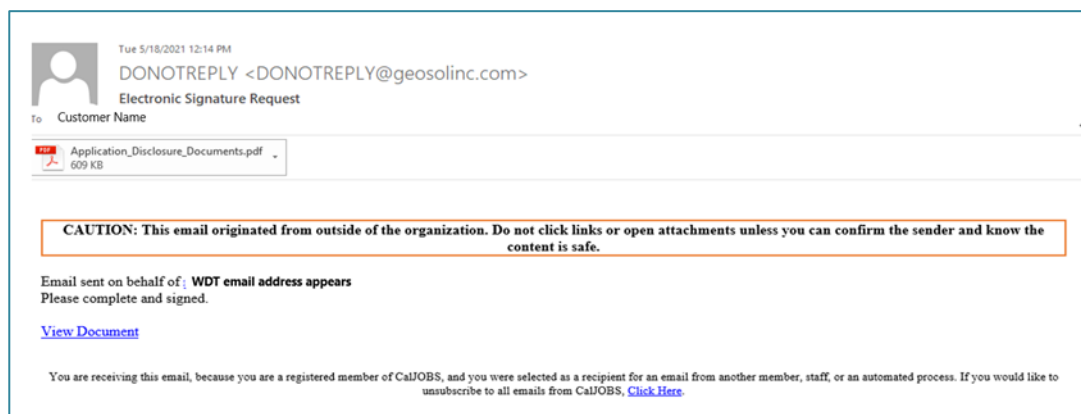 Tue 5/18/2021 12:14 PM
DONOTREPLY <DONOTREPLY@geosolinc.com>
Electronic Signature Request
To Customer Name
PDF
Application_Disclosure_Documents.pdf
609 KB
CAUTION: This email originated from outside of the organization. Do not click links or open attachments unless you can confirm the sender and know the
content is safe.
Email sent on behalf of : WDT email address appears
Please complete and signed.
View Document
You are receiving this email, because you are a registered member of CalJOBS, and you were selected as a recipient for an email from another member, staff, or an automated process. If you would like to
unsubscribe to all emails from CalJOBS, Click Here.